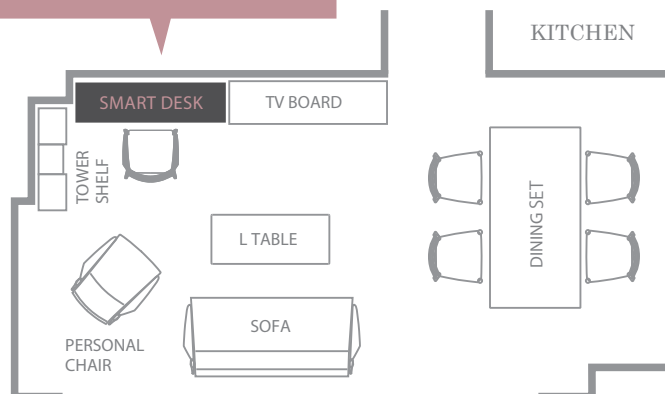 KITCHEN
SMART DESK
TV BOARD
TOWER
SHELF
L TABLE
DINING SET
SOFA
PERSONAL
CHAIR